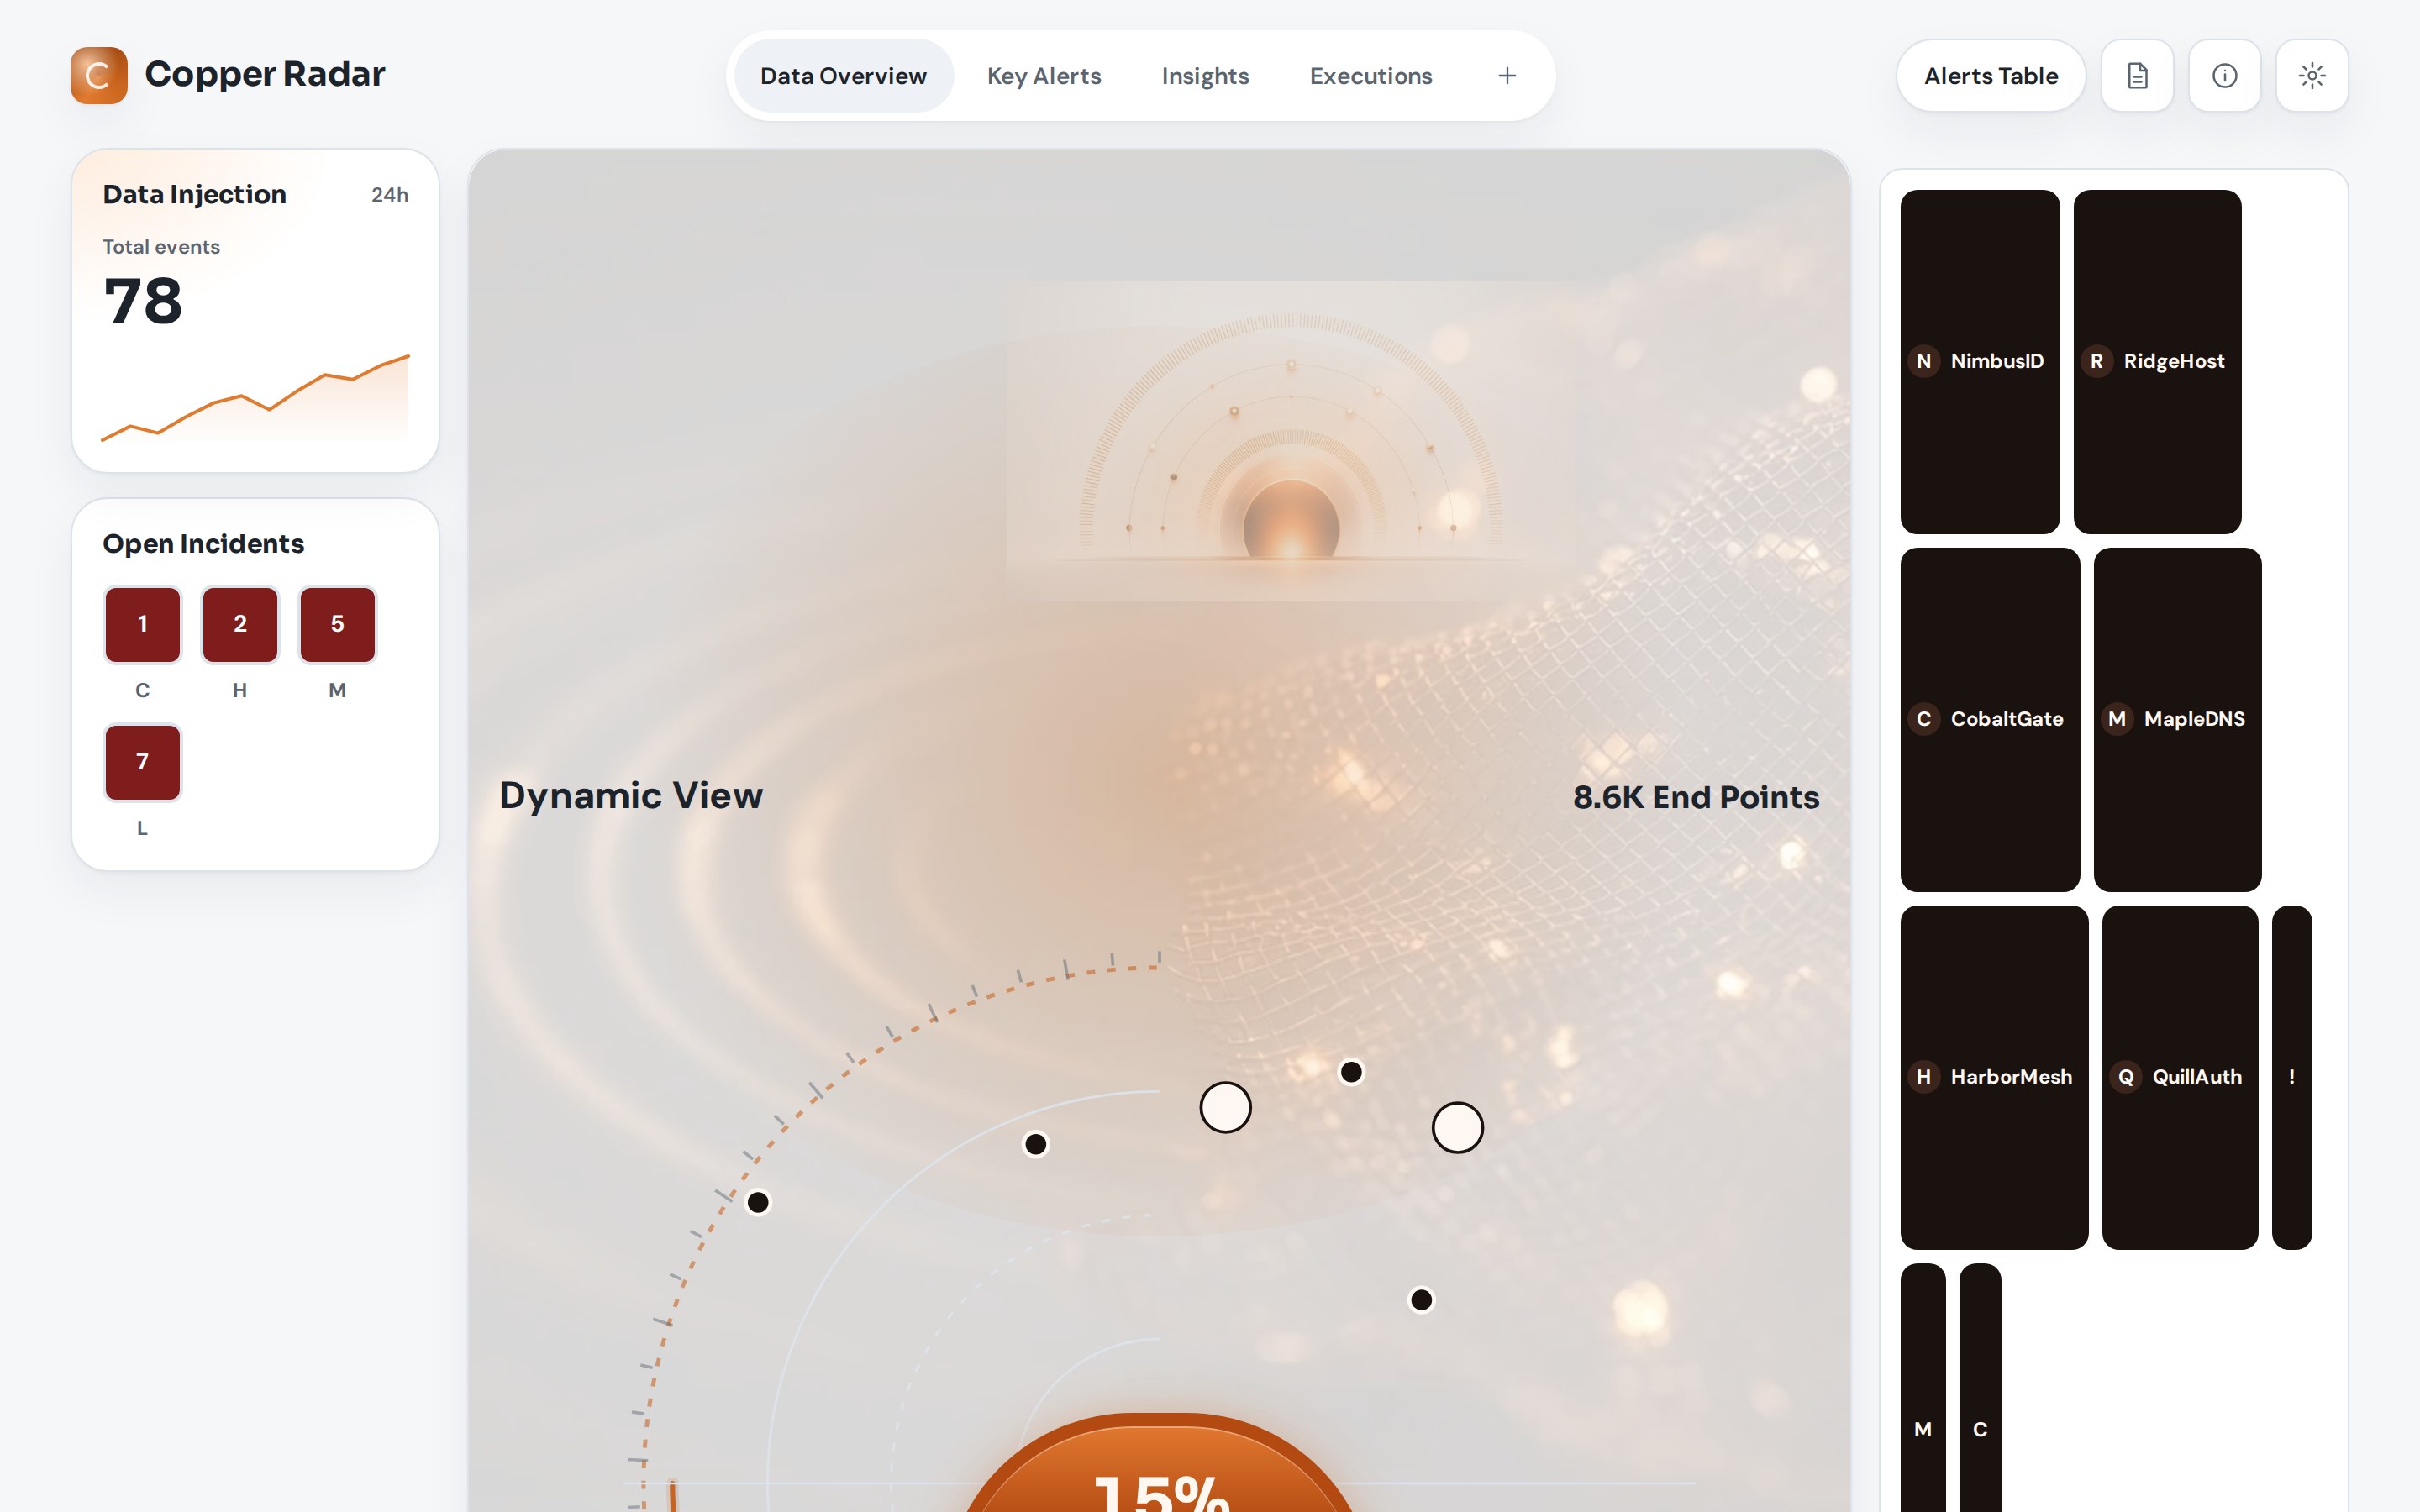 C Copper Radar
Data Overview
Key Alerts
Insights
Executions
+
Alerts Table
Data Injection
24h
Total events
78
Open Incidents
1
2
5
C
H
M
7
L
Dynamic View
8.6K End Points
15%
N NimbusID
R RidgeHost
C CobaltGate
M MapleDNS
H HarborMesh
Q QuillAuth
!
M
C